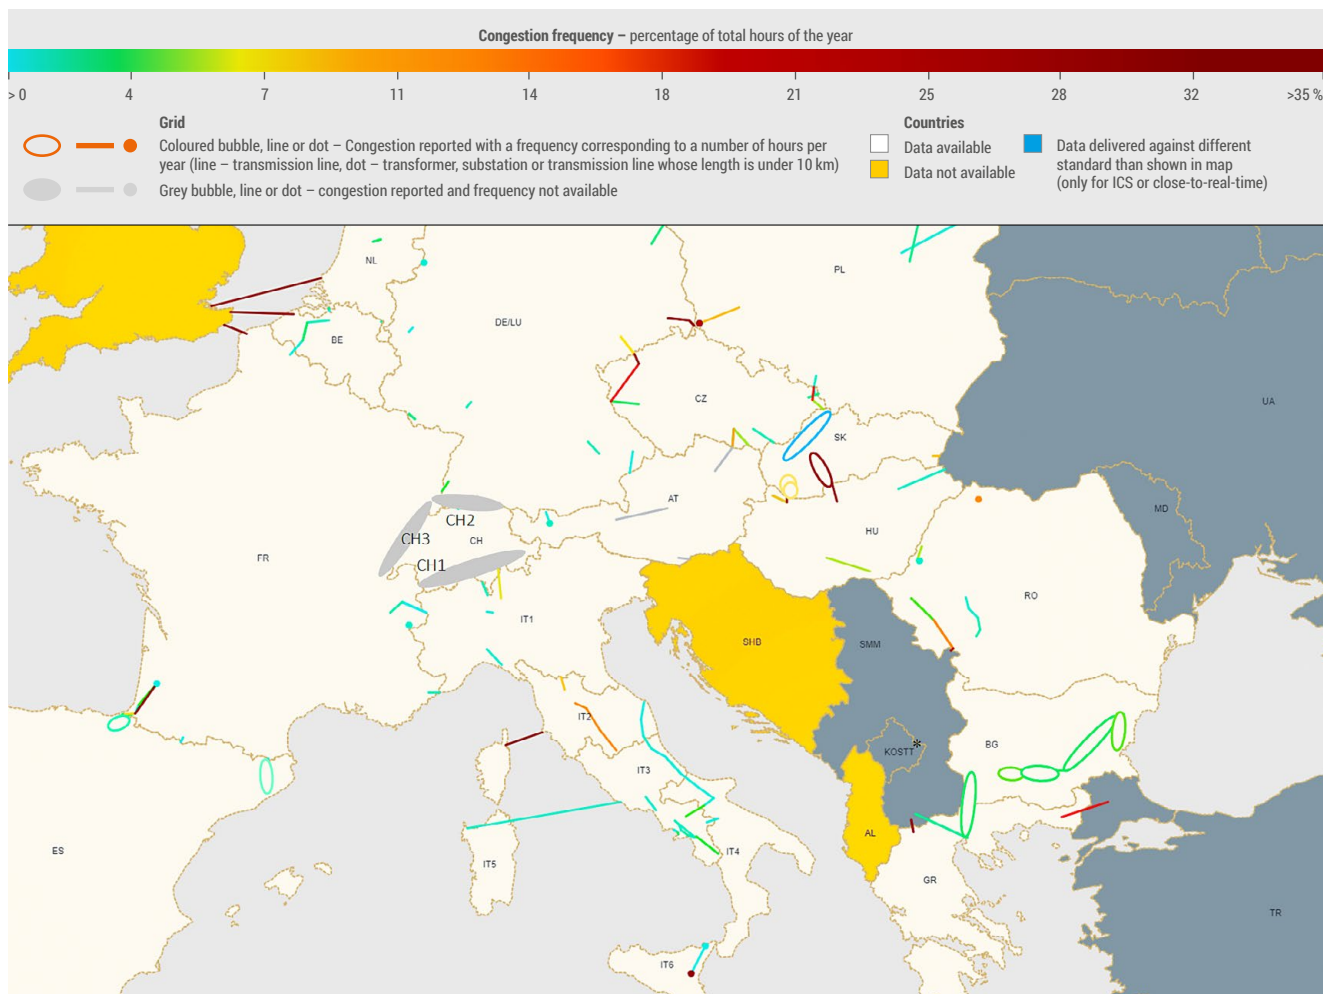 Congestion frequency – percentage of total hours of the year
> 0 4 7 11 14 18 21 25 28 32 >35 %
Grid
Coloured bubble, line or dot – Congestion reported with a frequency corresponding to a number of hours per
year (line – transmission line, dot – transformer, substation or transmission line whose length is under 10 km)
Grey bubble, line or dot – congestion reported and frequency not available
Countries
Data available
Data not available
Data delivered against different
standard than shown in map
(only for ICS or close-to-real-time)
NL
PL
DE/LU
BE
CZ
UA
SK
AT
MD
CH2
CH3
CH
HU
FR
CH1
RO
IT1
SHB
SMM
IT2
BG
KOSTT *
IT3
ES
IT5
IT4
AL
GR
TR
IT6